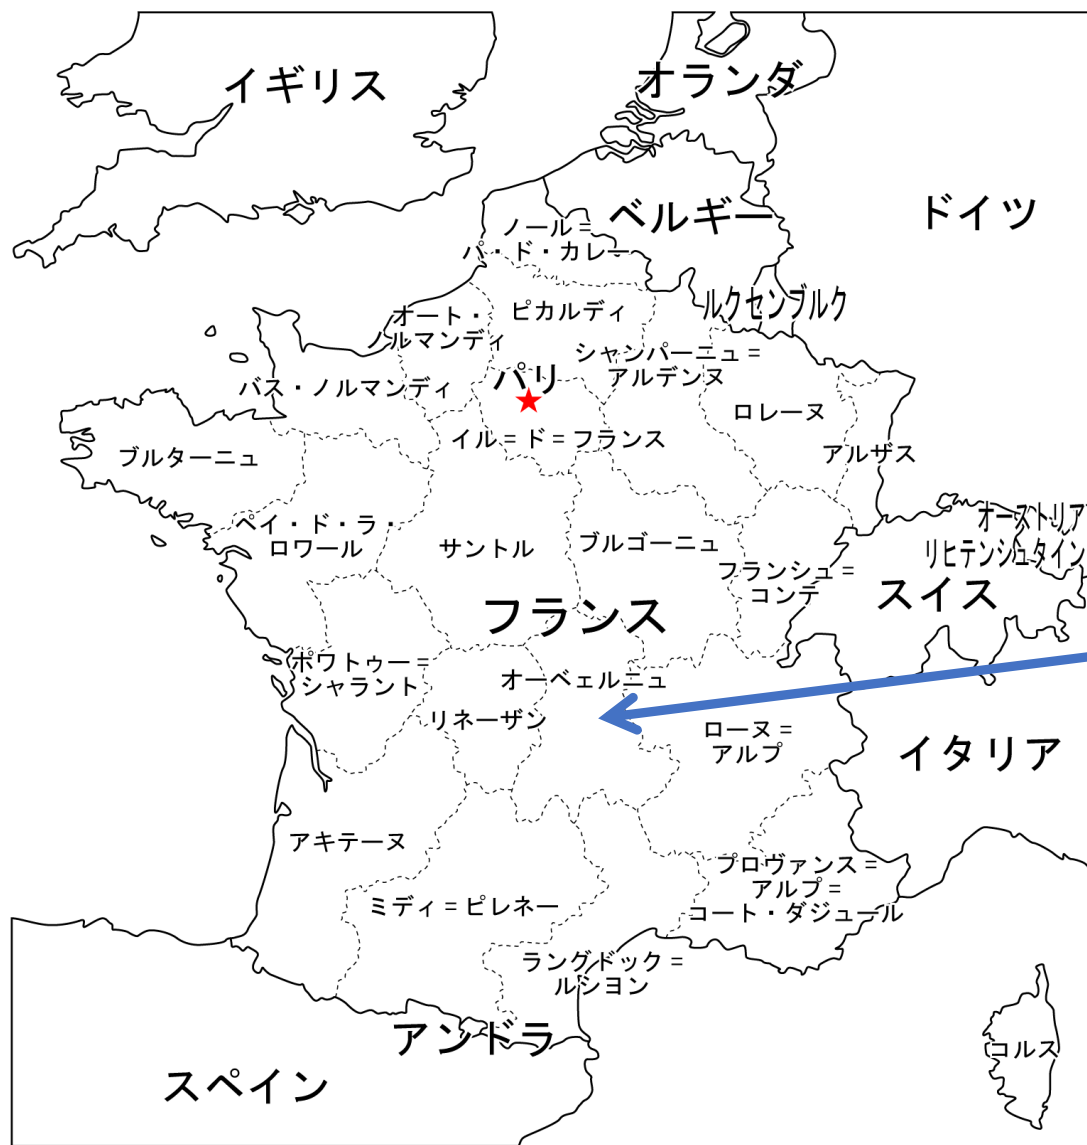 イギリス
オランダ
ベルギー
ドイツ
ノール =
パ・ド・カレー
ルクセンブルク
ピカルディ
オート・
ノルマンディ
シャンパーニュ =
アルデンヌ
パリ
バス・ノルマンディ
ロレーヌ
イル = ド = フランス
アルザス
ブルターニュ
ペイ・ド・ラ・
ロワール
サントル
ブルゴーニュ
オーストリア
リヒテンシュタイン
フランシュ =
コンテ
スイス
フランス
ポワトゥー =
シャラント
オーベェルニュ
リネーザン
ローヌ =
アルプ
イタリア
アキテーヌ
プロヴァンス =
アルプ =
コート・ダジュール
ミディ = ピレネー
ラングドック =
ルシヨン
アンドラ
スペイン
コルス